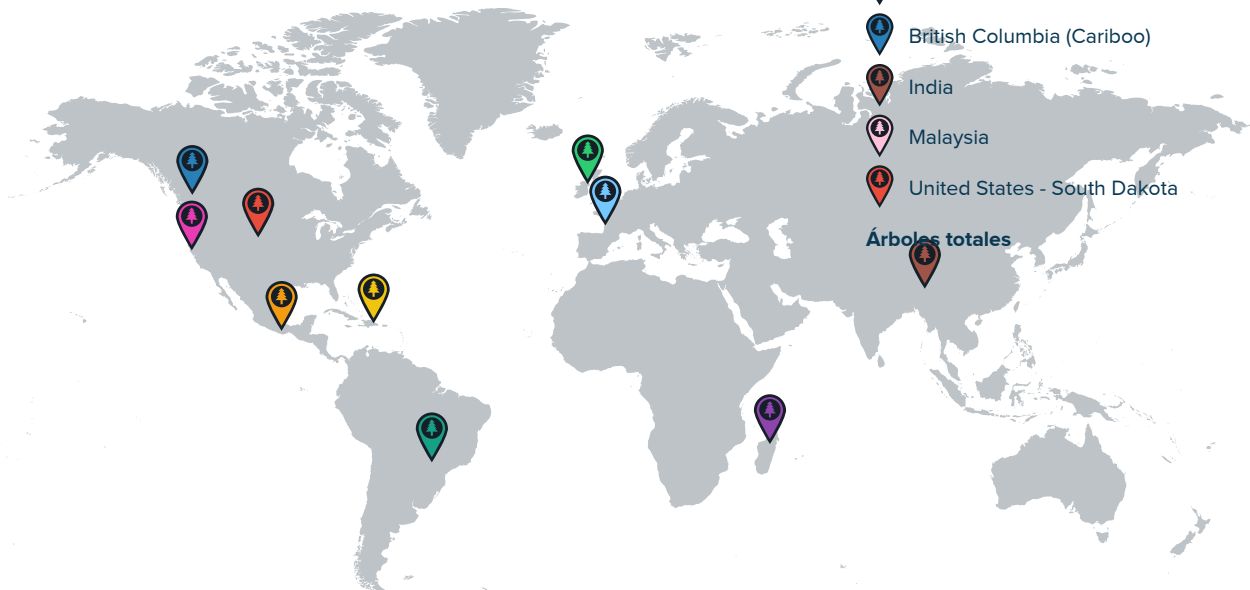 British Columbia (Cariboo)
India
Malaysia
United States - South Dakota
Árboles totales